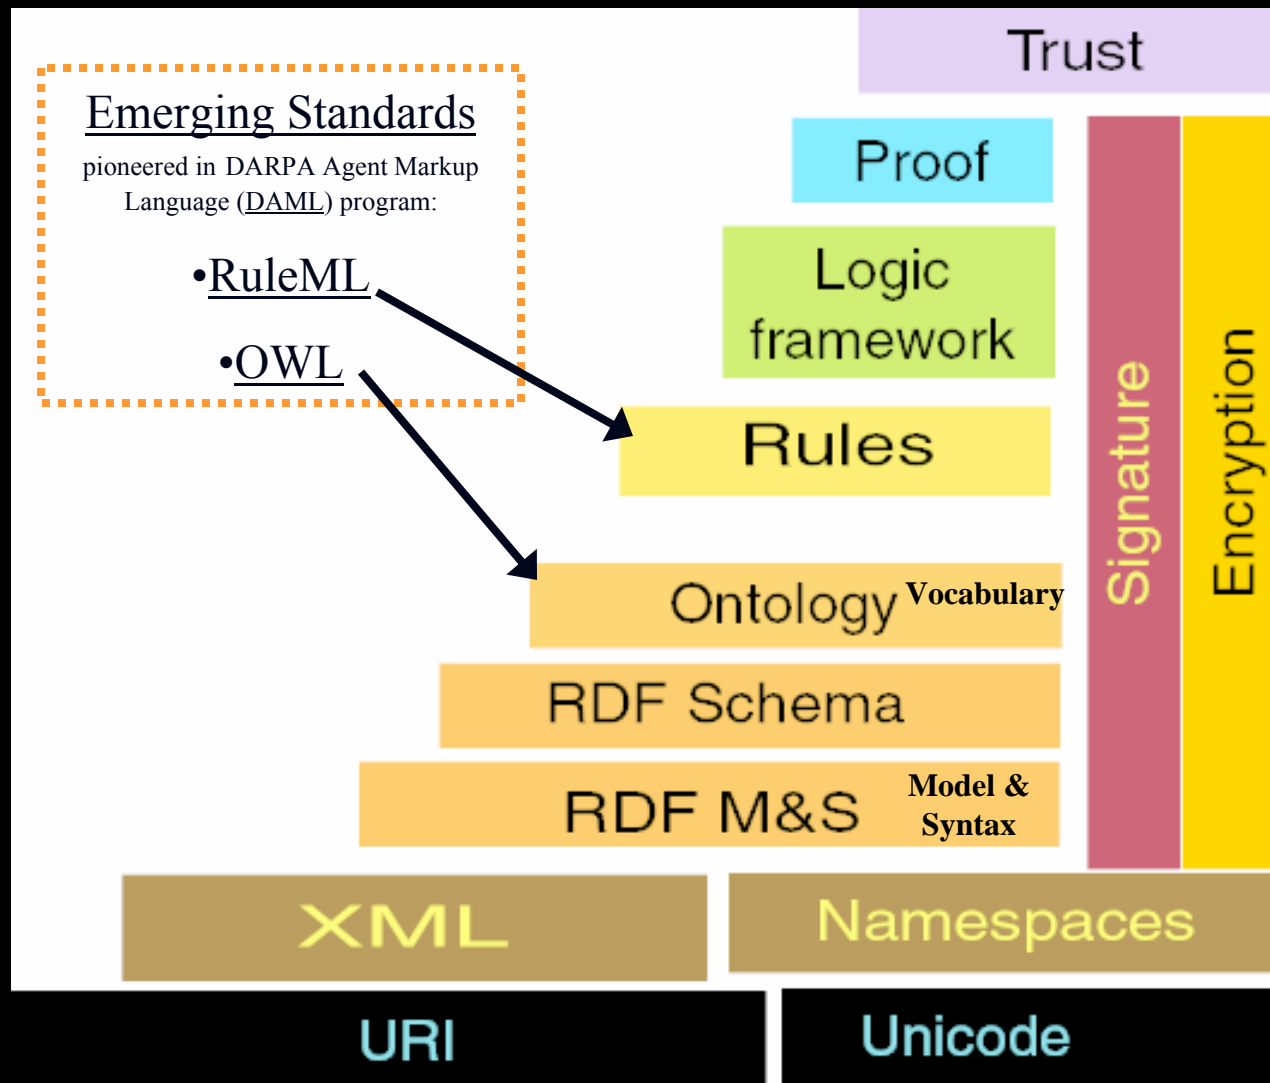 Trust
Emerging Standards
pioneered in DARPA Agent Markup
Language (DAML) program:
•RuleML
•OWL
Proof
Logic
framework
Rules
Ontology Vocabulary
RDF Schema
RDF M&S
Model &
Syntax
Signature
Encryption
XML
Namespaces
URI
Unicode